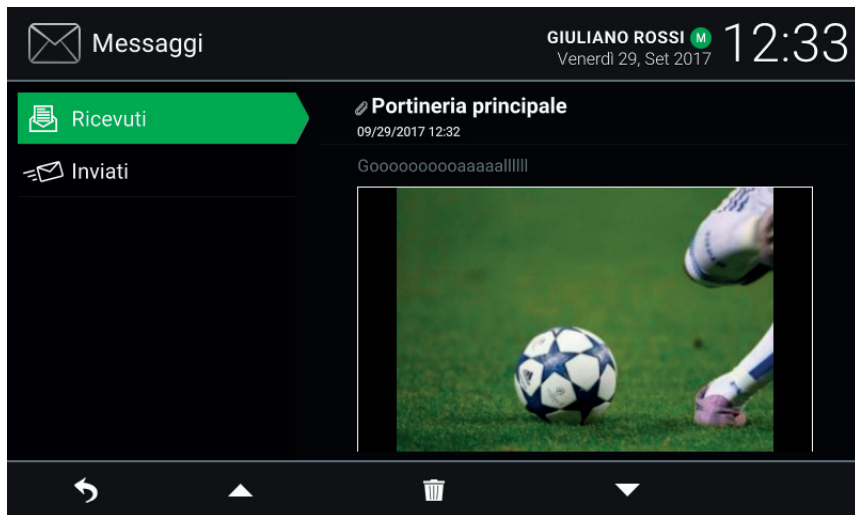 Messaggi
GIULIANO ROSSI M
Venerdì 29, Set 2017
12:33
Ricevuti
Inviati
Portineria principale
09/29/2017 12:32
Goooooooooaaaaallllll